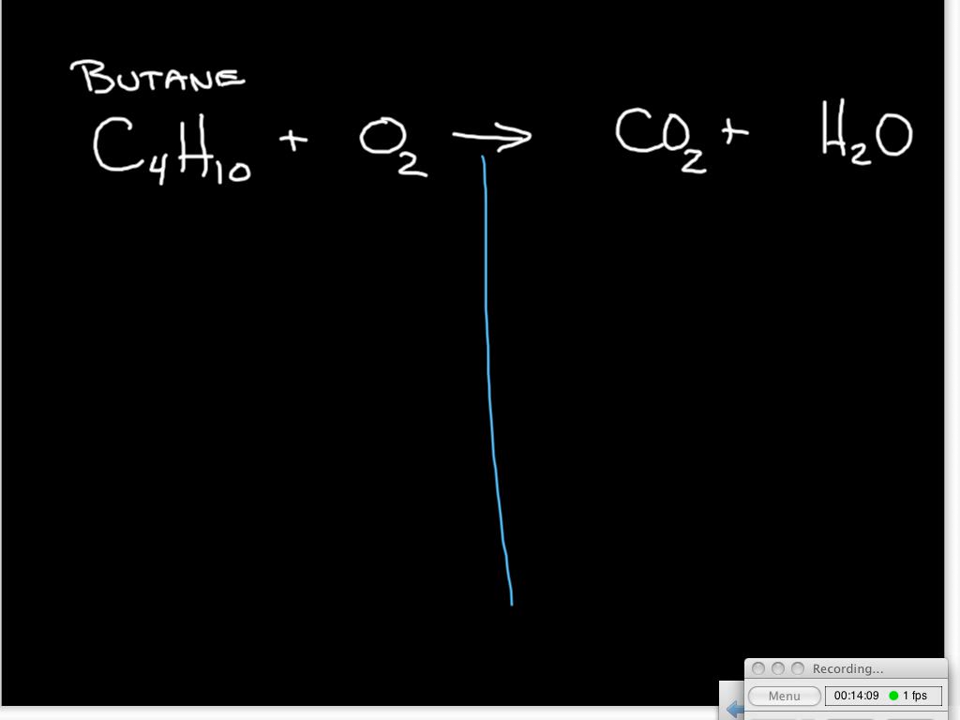 BUTANE
C₄H₁₀ + O₂ → CO₂ + H₂O
Recording...
Menu 00:14:09 1 fps